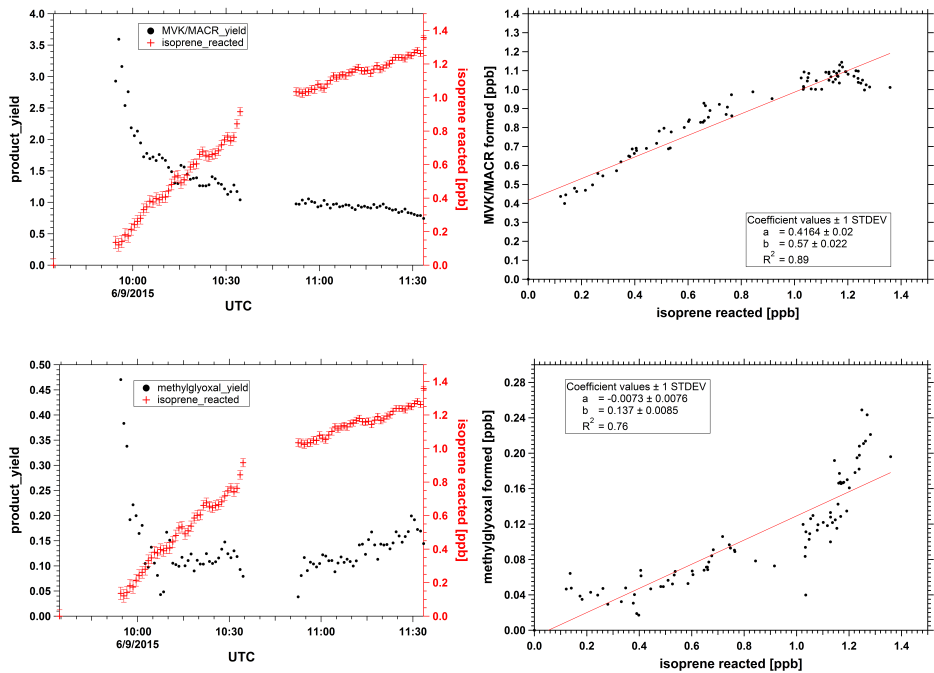 4.0
3.5
3.0
2.5
2.0
1.5
1.0
0.5
0.0
product_yield
MVK/MACR_yield
isoprene_reacted
1.4
1.2
1.0
0.8
0.6
0.4
0.2
0.0
isoprene reacted [ppb]
10:00
10:30
11:00
11:30
6/9/2015
UTC
1.4
1.3
1.2
1.1
1.0
0.9
0.8
0.7
0.6
0.5
0.4
0.3
0.2
0.1
0.0
MVK/MACR formed [ppb]
Coefficient values ± 1 STDEV
a = 0.4164 ± 0.02
b = 0.57 ± 0.022
R² = 0.89
0.0 0.2 0.4 0.6 0.8 1.0 1.2 1.4
isoprene reacted [ppb]
0.50
0.45
0.40
0.35
0.30
0.25
0.20
0.15
0.10
0.05
0.00
product_yield
methylglyoxal_yield
isoprene_reacted
1.4
1.2
1.0
0.8
0.6
0.4
0.2
0.0
isoprene reacted [ppb]
10:00
10:30
11:00
11:30
6/9/2015
UTC
0.28
0.24
0.20
0.16
0.12
0.08
0.04
0.00
methylglyoxal formed [ppb]
Coefficient values ± 1 STDEV
a = -0.0073 ± 0.0076
b = 0.137 ± 0.0085
R² = 0.76
0.0 0.2 0.4 0.6 0.8 1.0 1.2 1.4
isoprene reacted [ppb]